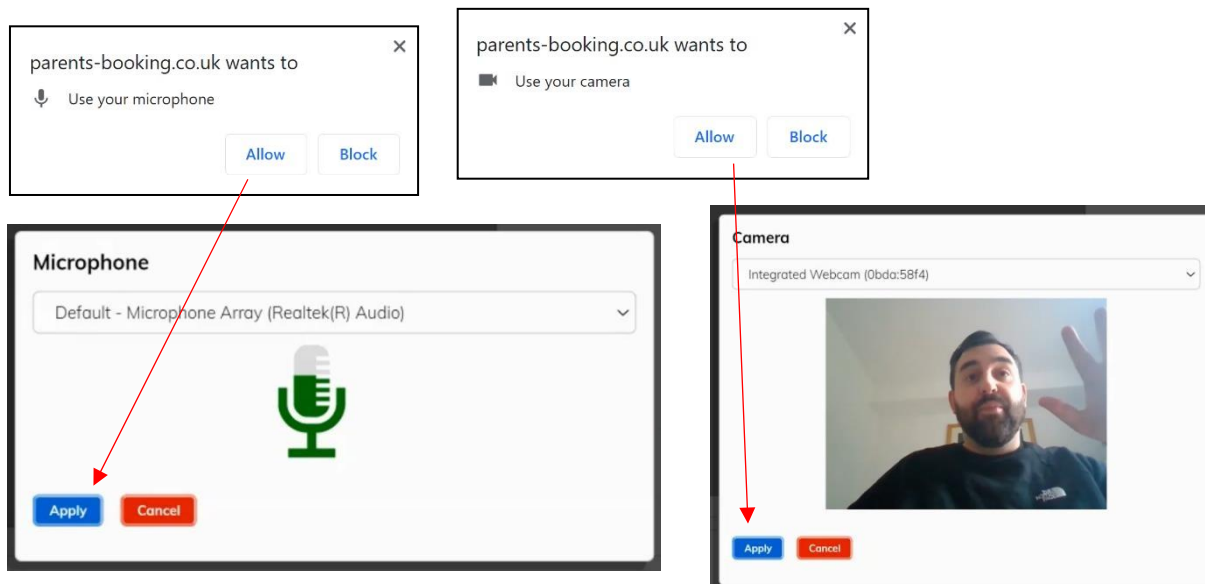 parents-booking.co.uk wants to
Use your microphone
Allow Block
parents-booking.co.uk wants to
Use your camera
Allow Block
Microphone
Default - Microphone Array (Realtek(R) Audio)
Apply Cancel
Camera
Integrated Webcam (0bda:58f4)
Apply Cancel